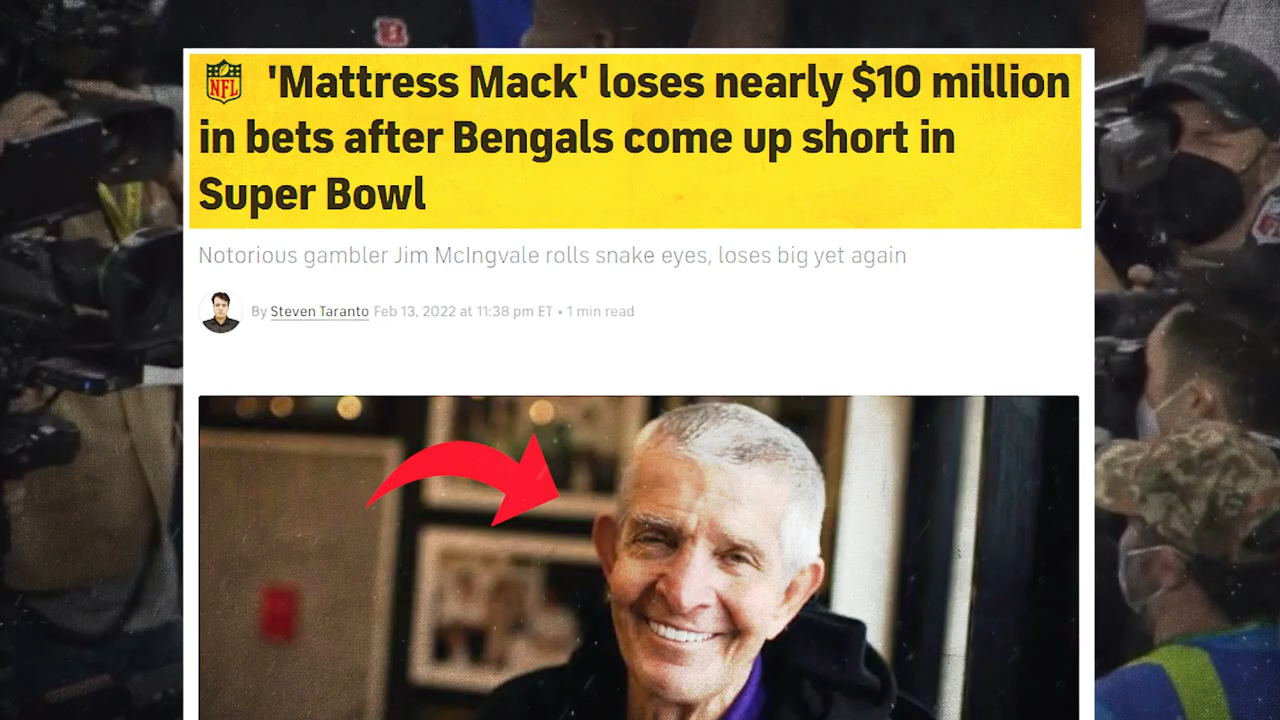 NFL
'Mattress Mack' loses nearly $10 million
in bets after Bengals come up short in
Super Bowl
Notorious gambler Jim McIngvale rolls snake eyes, loses big yet again
By Steven Taranto Feb 13, 2022 at 11:38 pm ET • 1 min read